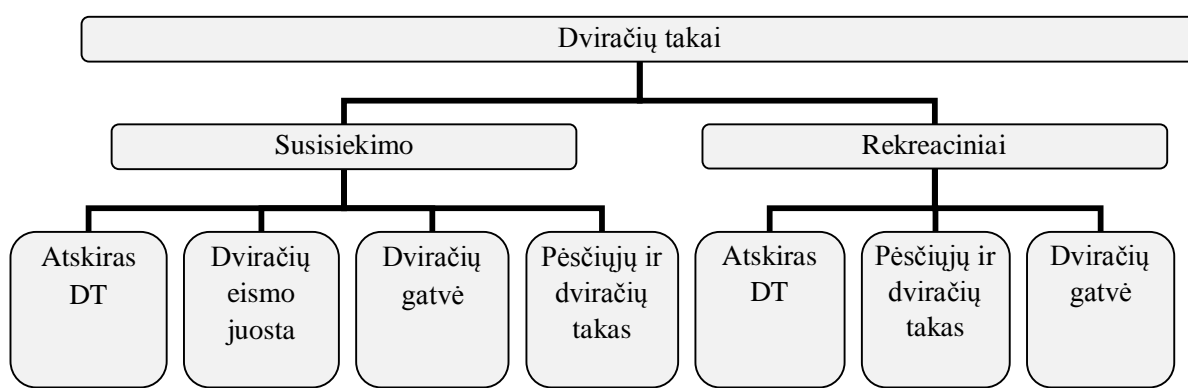 Dviračių takai
Susisiekimo
Rekreaciniai
Atskiras
DT
Dviračių
eismo
juosta
Dviračių
gatvė
Pėsčiųjų ir
dviračių
takas
Atskiras
DT
Pėsčiųjų ir
dviračių
takas
Dviračių
gatvė